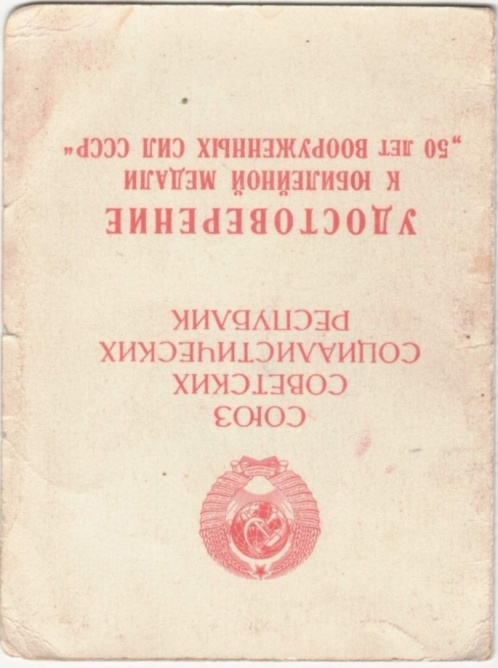 СОЮЗ
СОВЕТСКИХ
СОЦИАЛИСТИЧЕСКИХ
РЕСПУБЛИК
УДОСТОВЕРЕНИЕ
К ЮБИЛЕЙНОЙ МЕДАЛИ
„50 ЛЕТ ВООРУЖЕННЫХ СИЛ СССР“